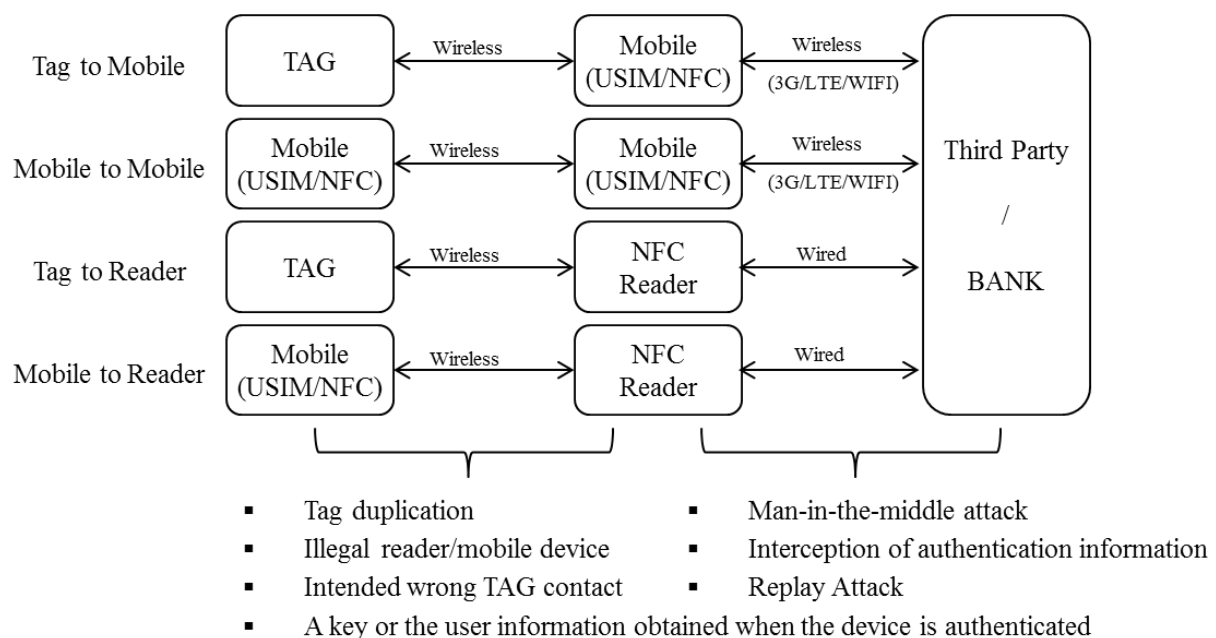 Tag to Mobile
TAG
Wireless
Mobile
(USIM/NFC)
Wireless
(3G/LTE/WIFI)
Mobile to Mobile
Mobile
(USIM/NFC)
Wireless
Mobile
(USIM/NFC)
Wireless
(3G/LTE/WIFI)
Tag to Reader
TAG
Wireless
NFC
Reader
Wired
Mobile to Reader
Mobile
(USIM/NFC)
Wireless
NFC
Reader
Wired
Third Party
/
BANK
▪ Tag duplication
▪ Illegal reader/mobile device
▪ Intended wrong TAG contact
▪ Man-in-the-middle attack
▪ Interception of authentication information
▪ Replay Attack
▪ A key or the user information obtained when the device is authenticated